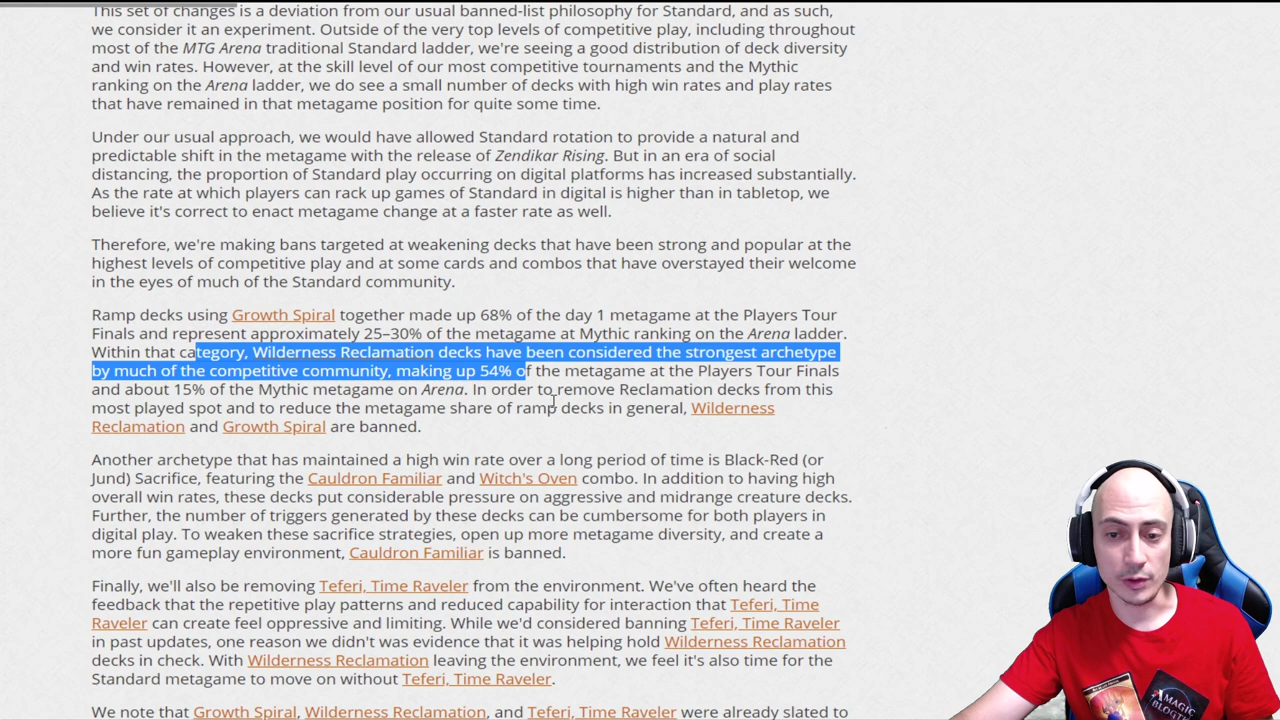 This set of changes is a deviation from our usual banned-list philosophy for Standard, and as such,
we consider it an experiment. Outside of the very top levels of competitive play, including throughout
most of the MTG Arena traditional Standard ladder, we're seeing a good distribution of deck diversity
and win rates. However, at the skill level of our most competitive tournaments and the Mythic
ranking on the Arena ladder, we do see a small number of decks with high win rates and play rates
that have remained in that metagame position for quite some time.
Under our usual approach, we would have allowed Standard rotation to provide a natural and
predictable shift in the metagame with the release of Zendikar Rising. But in an era of social
distancing, the proportion of Standard play occurring on digital platforms has increased substantially.
As the rate at which players can rack up games of Standard in digital is higher than in tabletop, we
believe it's correct to enact metagame change at a faster rate as well.
Therefore, we're making bans targeted at weakening decks that have been strong and popular at the
highest levels of competitive play and at some cards and combos that have overstayed their welcome
in the eyes of much of the Standard community.
Ramp decks using Growth Spiral together made up 68% of the day 1 metagame at the Players Tour
Finals and represent approximately 25–30% of the metagame at Mythic ranking on the Arena ladder.
Within that category, Wilderness Reclamation decks have been considered the strongest archetype
by much of the competitive community, making up 54% of the metagame at the Players Tour Finals
and about 15% of the Mythic metagame on Arena. In order to remove Reclamation decks from this
most played spot and to reduce the metagame share of ramp decks in general, Wilderness
Reclamation and Growth Spiral are banned.
Another archetype that has maintained a high win rate over a long period of time is Black-Red (or
Jund) Sacrifice, featuring the Cauldron Familiar and Witch's Oven combo. In addition to having high
overall win rates, these decks put considerable pressure on aggressive and midrange creature decks.
Further, the number of triggers generated by these decks can be cumbersome for both players in
digital play. To weaken these sacrifice strategies, open up more metagame diversity, and create a
more fun gameplay environment, Cauldron Familiar is banned.
Finally, we'll also be removing Teferi, Time Raveler from the environment. We've often heard the
feedback that the repetitive play patterns and reduced capability for interaction that Teferi, Time
Raveler can create feel oppressive and limiting. While we'd considered banning Teferi, Time Raveler
in past updates, one reason we didn't was evidence that it was helping hold Wilderness Reclamation
decks in check. With Wilderness Reclamation leaving the environment, we feel it's also time for the
Standard metagame to move on without Teferi, Time Raveler.
We note that Growth Spiral, Wilderness Reclamation, and Teferi, Time Raveler were already slated to
AMAGIC